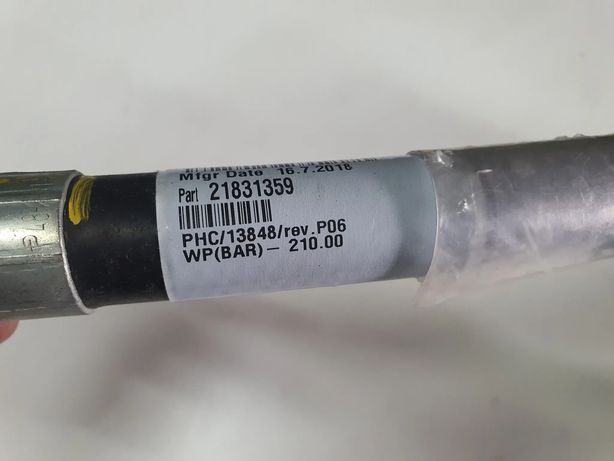 Mfgr Date 16.7.2018
Part 21831359
PHC/13848/rev.P06
WP(BAR) - 210.00